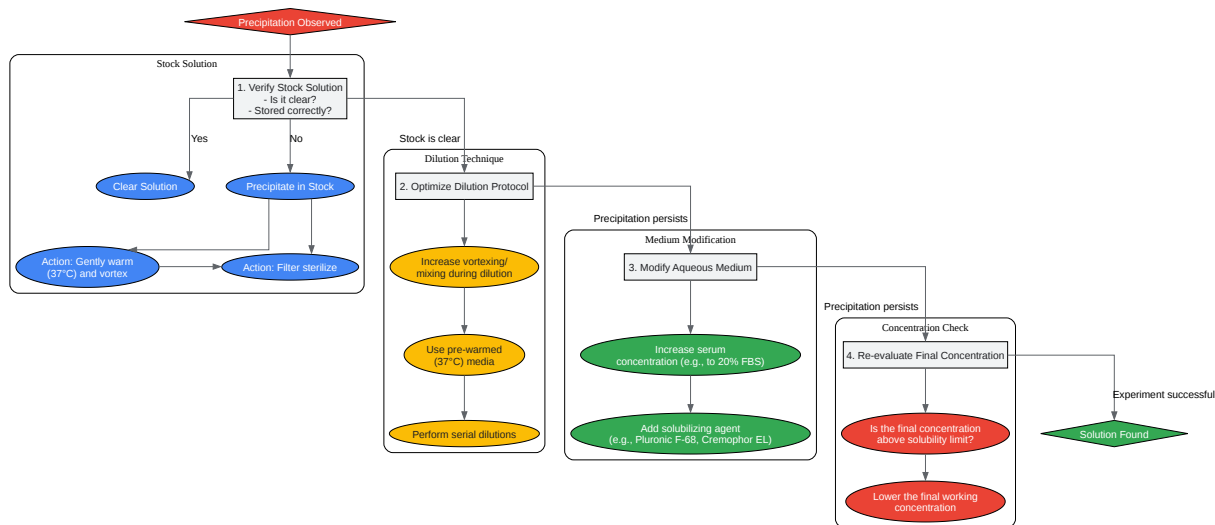 Precipitation Observed
Stock Solution
1. Verify Stock Solution
- Is it clear?
- Stored correctly?
Yes
No
Stock is clear
Clear Solution
Precipitate in Stock
Action: Gently warm
(37°C) and vortex
Action: Filter sterilize
Dilution Technique
2. Optimize Dilution Protocol
Precipitation persists
Increase vortexing/
mixing during dilution
Use pre-warmed
(37°C) media
Perform serial dilutions
Medium Modification
3. Modify Aqueous Medium
Precipitation persists
Increase serum
concentration (e.g., to 20% FBS)
Add solubilizing agent
(e.g., Pluronic F-68, Cremophor EL)
Concentration Check
4. Re-evaluate Final Concentration
Experiment successful
Is the final concentration
above solubility limit?
Lower the final working
concentration
Solution Found